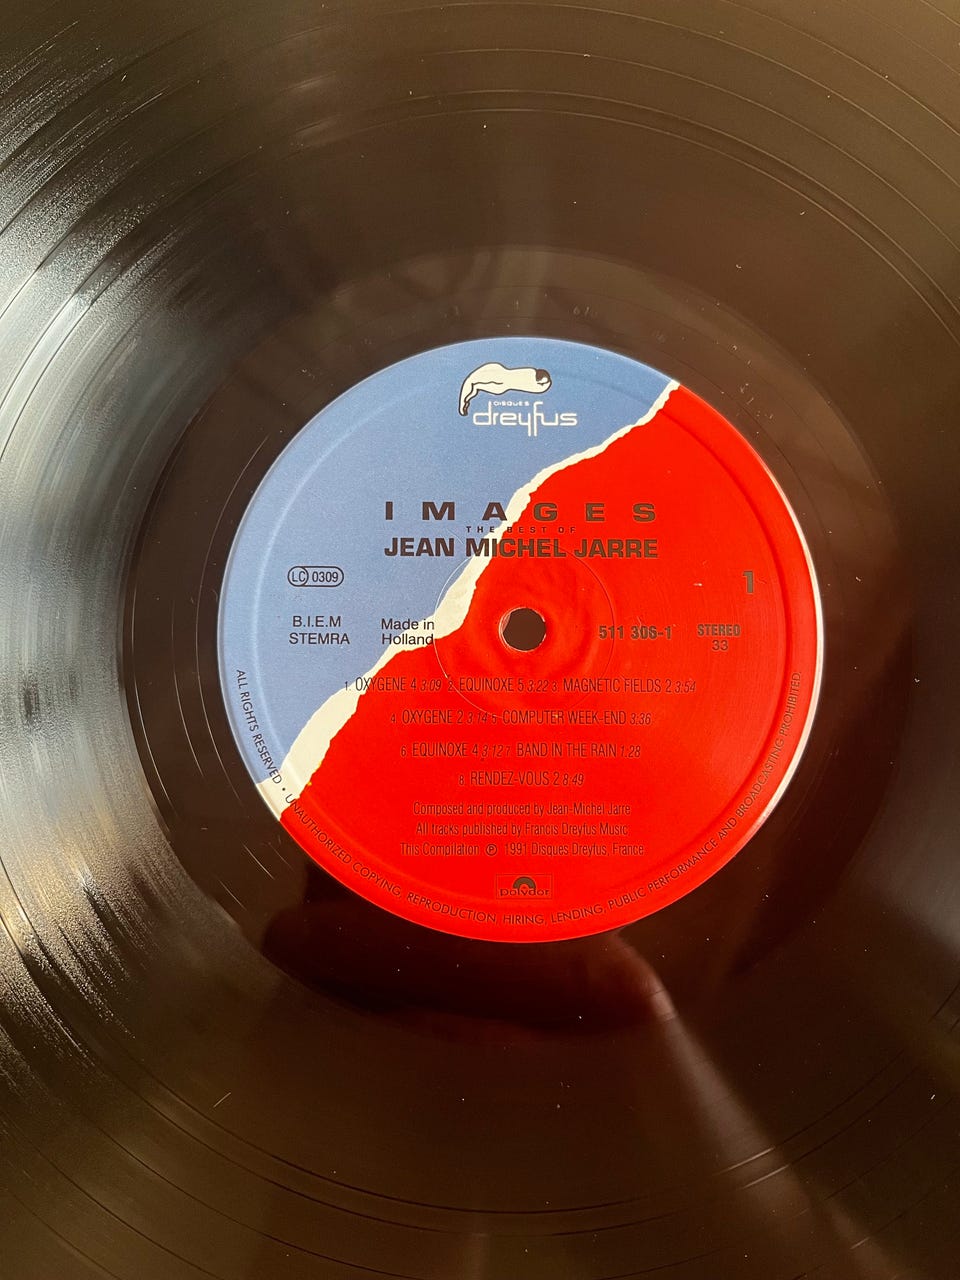 DISQUES
dreyfus
IMAGES
THE BEST OF
JEAN MICHEL JARRE
LC 0309
1
B.I.E.M
STEMRA
Made in
Holland
511 306-1
STEREO
33
1. OXYGENE 4 3:09 2. EQUINOXE 5 3:22 3. MAGNETIC FIELDS 2 3:54
4. OXYGENE 2 3:14 5. COMPUTER WEEK-END 3:36
6. EQUINOXE 4 3:12 7. BAND IN THE RAIN 1:28
8. RENDEZ-VOUS 2 8:49
Composed and produced by Jean-Michel Jarre
All tracks published by Francis Dreyfus Music;
This Compilation ℗ 1991 Disques Dreyfus, France
polydor
ALL RIGHTS RESERVED • UNAUTHORIZED COPYING, REPRODUCTION, HIRING, LENDING, PUBLIC PERFORMANCE AND BROADCASTING PROHIBITED